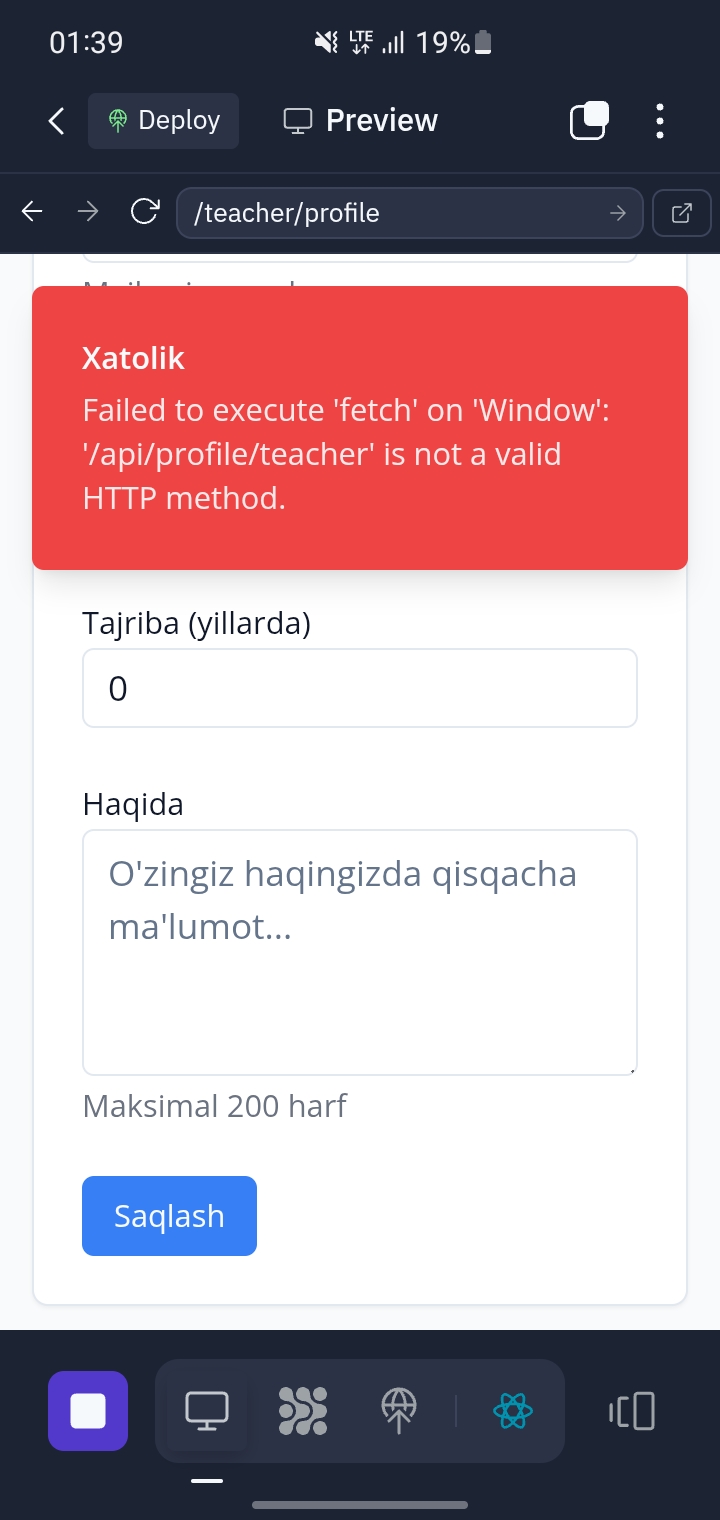 01:39
LTE
19%
Deploy
Preview
/teacher/profile
Xatolik
Failed to execute 'fetch' on 'Window':
'/api/profile/teacher' is not a valid
HTTP method.
Tajriba (yillarda)
0
Haqida
O'zingiz haqingizda qisqacha
ma'lumot...
Maksimal 200 harf
Saqlash